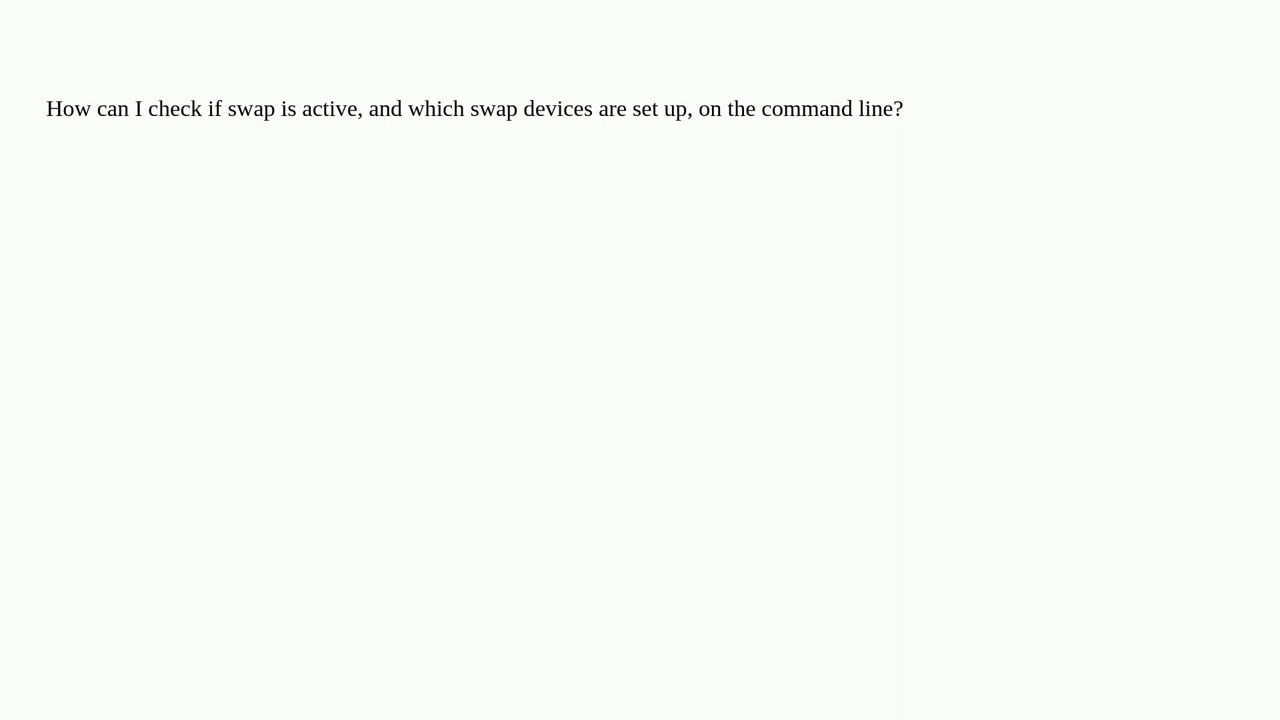 How can I check if swap is active, and which swap devices are set up, on the command line?